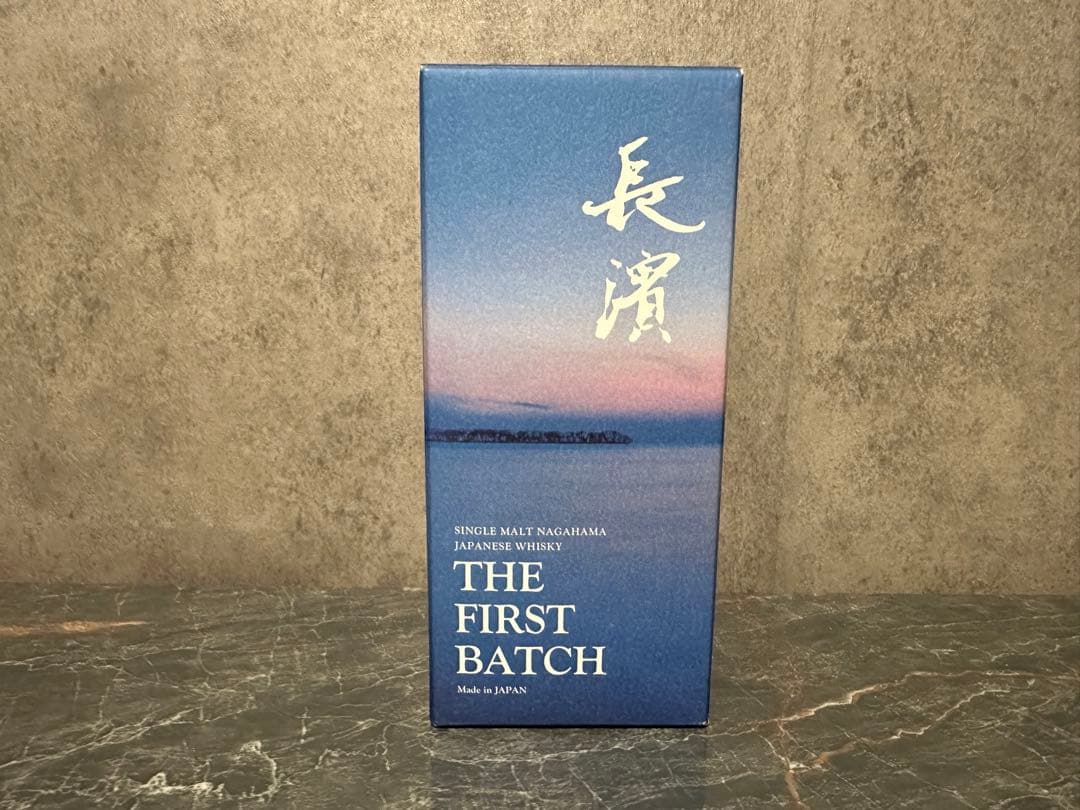 長濱
SINGLE MALT NAGAHAMA
JAPANESE WHISKY
THE
FIRST
BATCH
Made in JAPAN